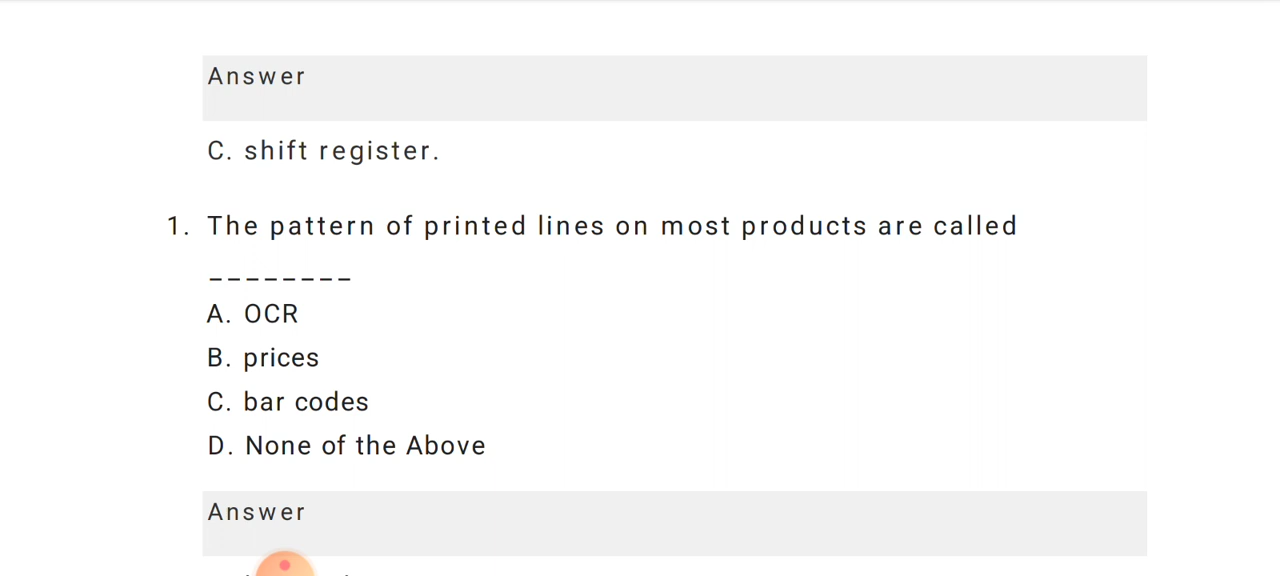 Answer
C. shift register.
1. The pattern of printed lines on most products are called
________
A. OCR
B. prices
C. bar codes
D. None of the Above
Answer